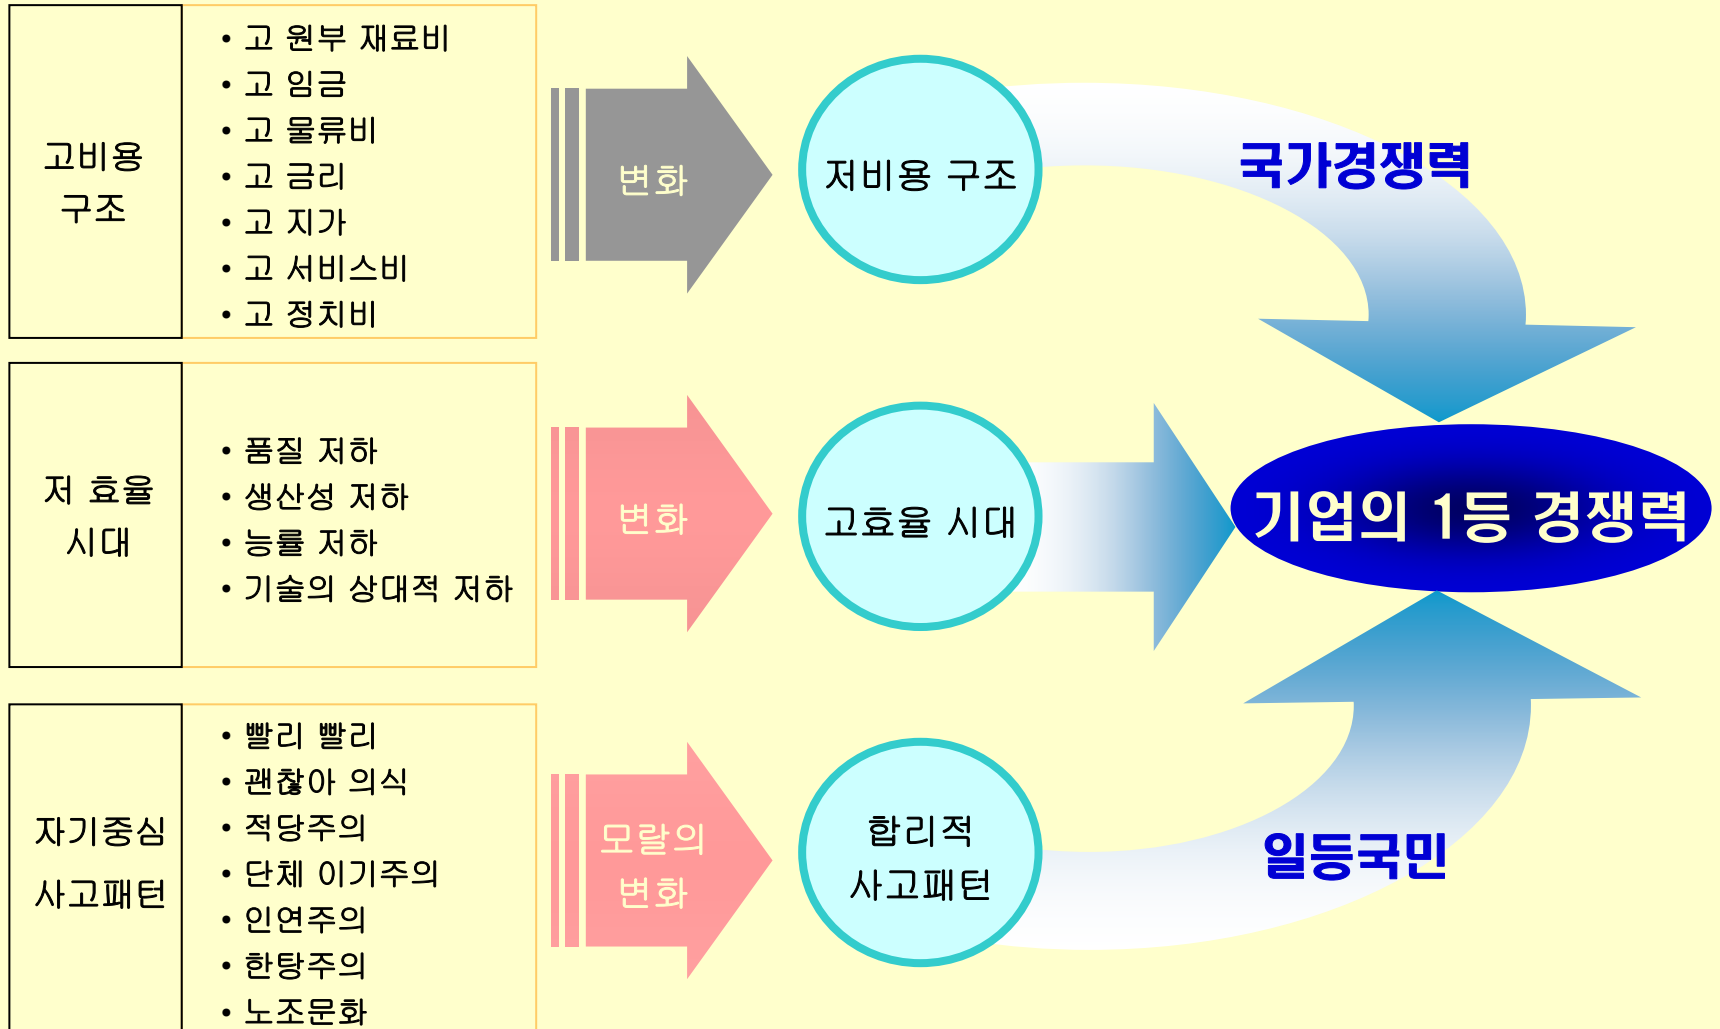 고비용
구조
• 고 원부 재료비
• 고 임금
• 고 물류비
• 고 금리
• 고 지가
• 고 서비스비
• 고 정치비
변화
저비용 구조
국가경쟁력
저 효율
시대
• 품질 저하
• 생산성 저하
• 능률 저하
• 기술의 상대적 저하
변화
고효율 시대
기업의 1등 경쟁력
자기중심
사고패턴
• 빨리 빨리
• 괜찮아 의식
• 적당주의
• 단체 이기주의
• 인연주의
• 한탕주의
• 노조문화
모랄의
변화
합리적
사고패턴
일등국민